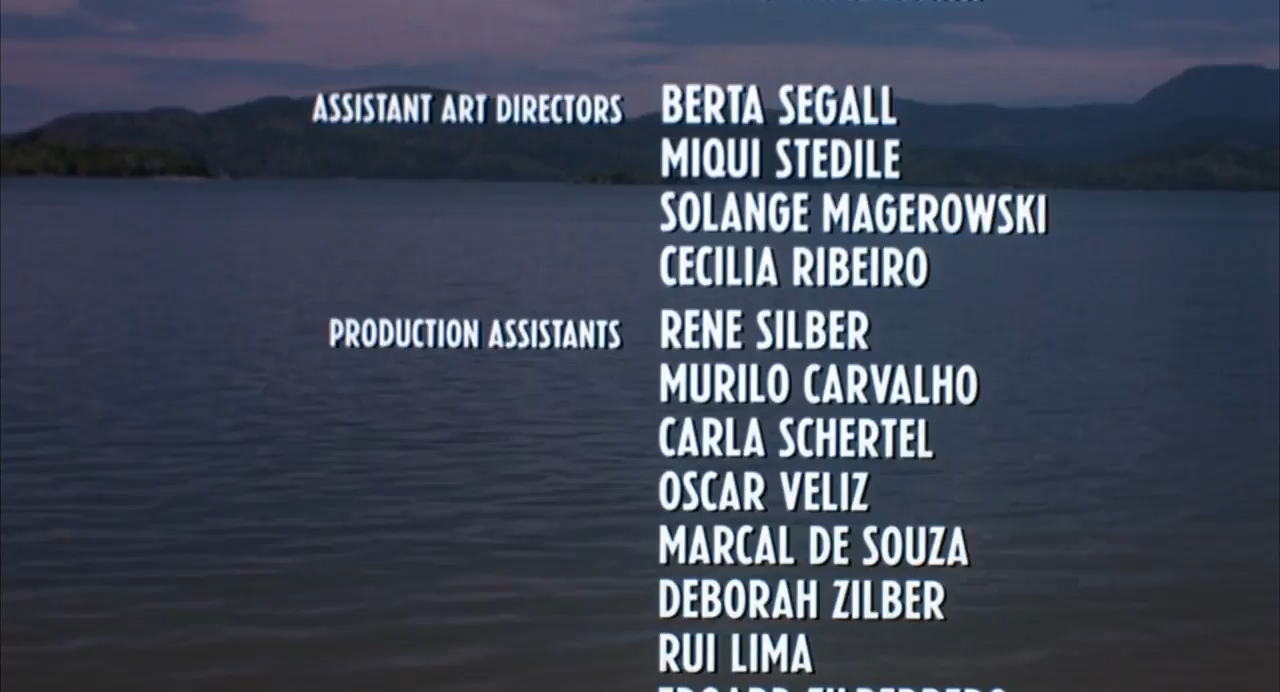 ASSISTANT ART DIRECTORS BERTA SEGALL
MIQUI STEDILE
SOLANGE MAGEROWSKI
CECILIA RIBEIRO
PRODUCTION ASSISTANTS RENE SILBER
MURILO CARVALHO
CARLA SCHERTEL
OSCAR VELIZ
MARCAL DE SOUZA
DEBORAH ZILBER
RUI LIMA